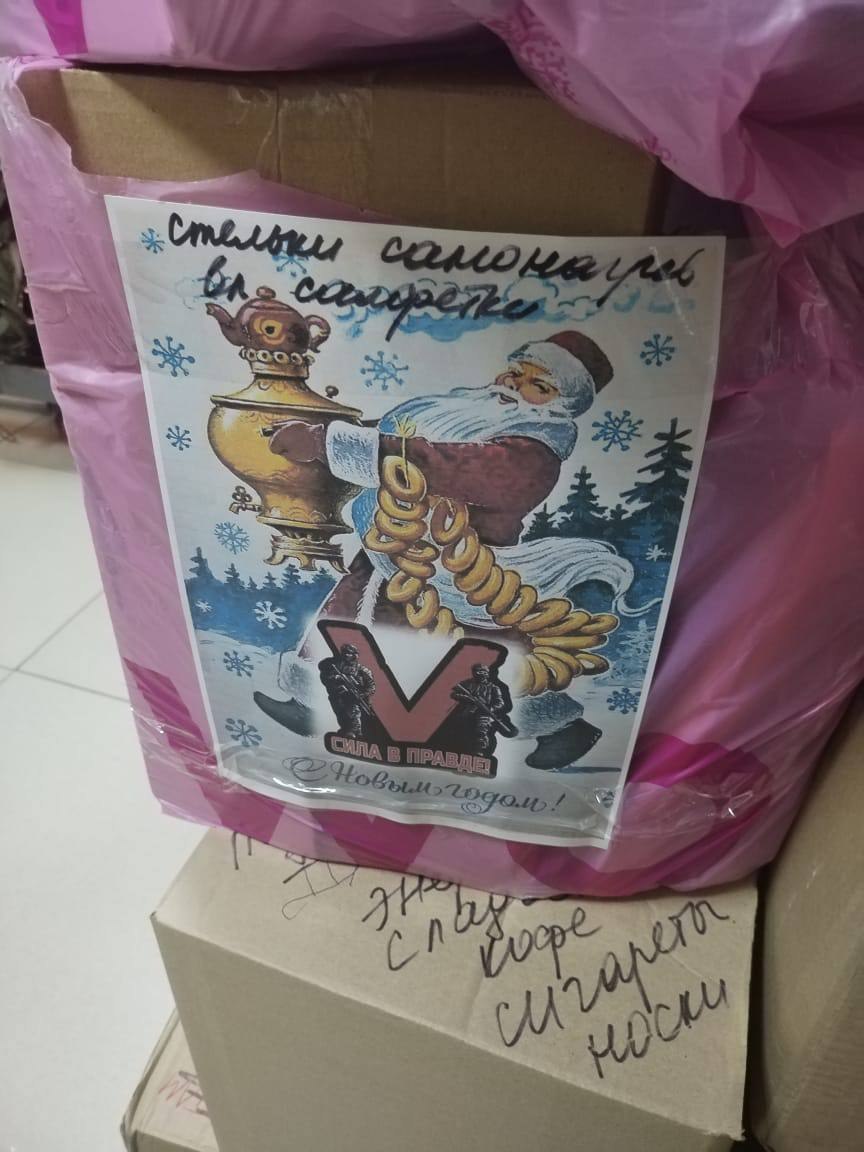 стельки самонагрев
вл салфетки
СИЛА В ПРАВДЕ!
С Новым годом!
кофе
сигареты
носки